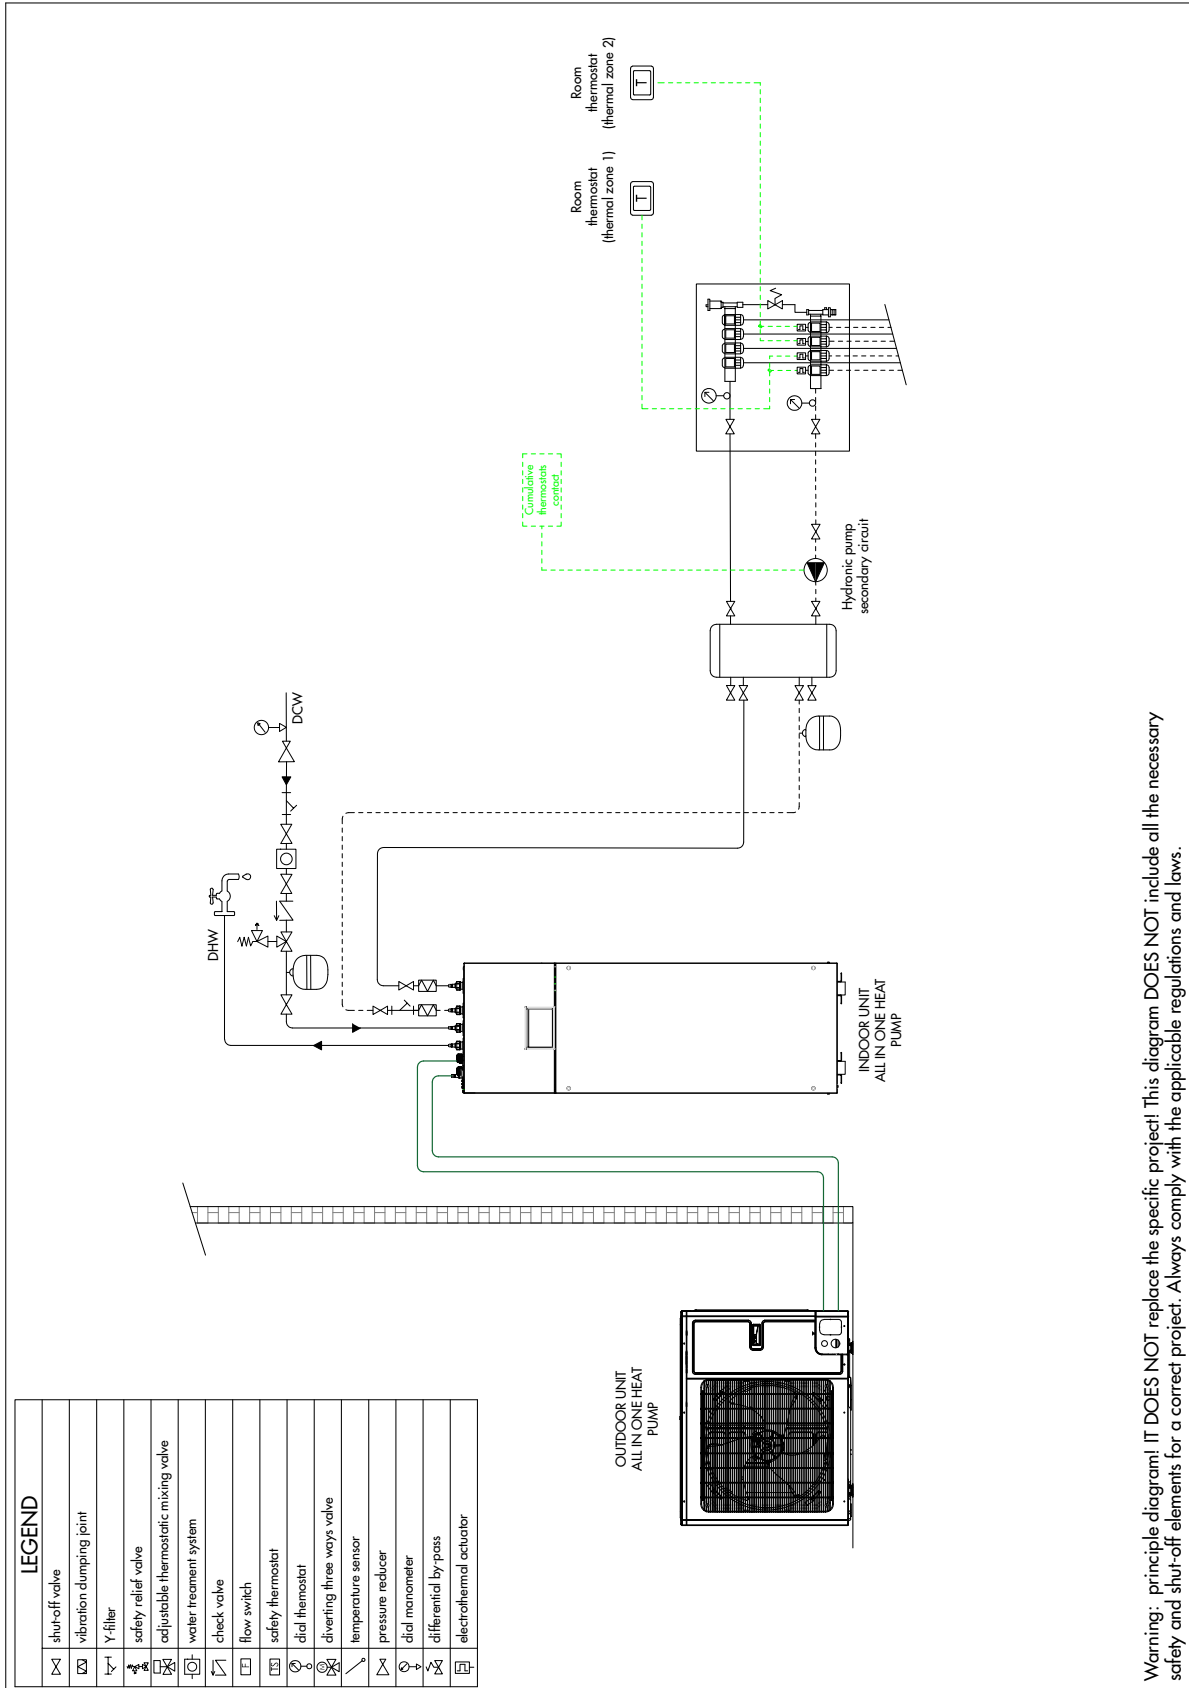 LEGEND
shut-off valve
vibration dumping joint
Y-filter
safety relief valve
adjustable thermostatic mixing valve
water treament system
check valve
F
flow switch
TS
safety thermostat
dial themostat
M
diverting three ways valve
temperature sensor
pressure reducer
dial manometer
differential by-pass
electrothermal actuator
OUTDOOR UNIT
ALL IN ONE HEAT
PUMP
INDOOR UNIT
ALL IN ONE HEAT
PUMP
DHW
DCW
Hydronic pump
secondary circuit
Cumulative
thermostats
contact
Room
thermostat
(thermal zone 1)
T
Room
thermostat
(thermal zone 2)
T
Warning: principle diagram! IT DOES NOT replace the specific project! This diagram DOES NOT include all the necessary
safety and shut-off elements for a correct project. Always comply with the applicable regulations and laws.